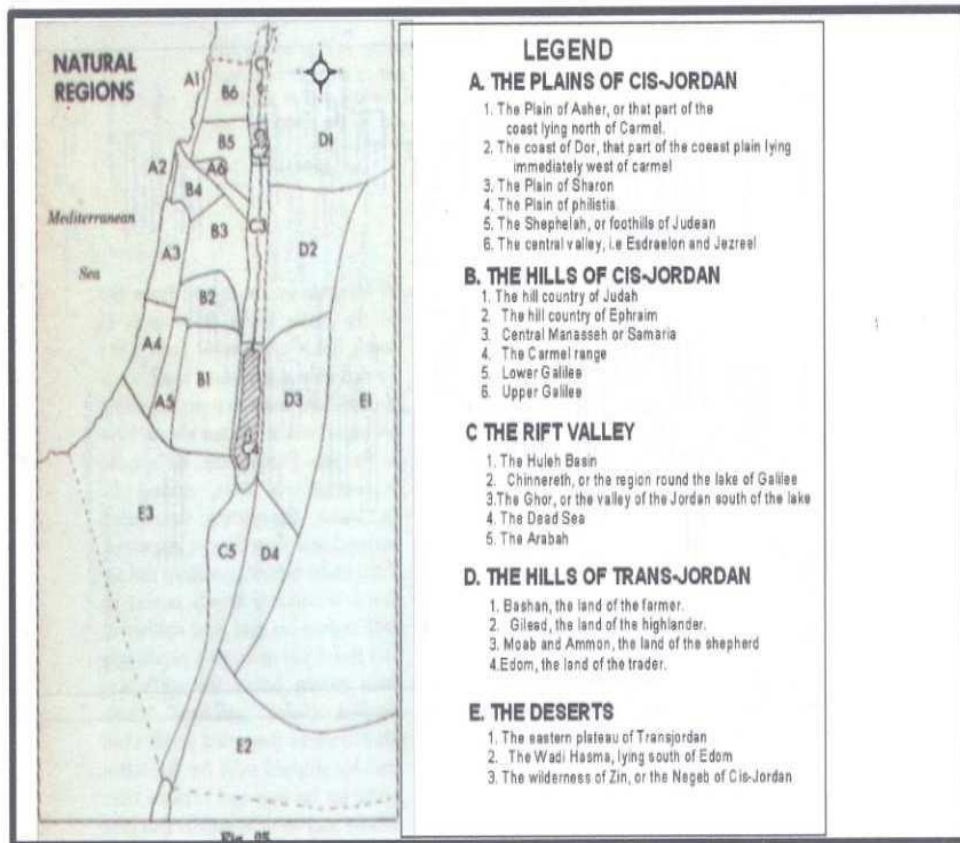 NATURAL
REGIONS
A1
B6
C
B5
DI
A2
A6
B4
Mediterranean
B3
C3
A3
Sea
D2
B2
A4
B1
A5
D3
EI
C4
E3
C5
D4
E2
LEGEND
A. THE PLAINS OF CIS-JORDAN
1. The Plain of Asher, or that part of the
coast lying north of Carmel.
2. The coast of Dor, that part of the coeast plain lying
immediately west of carmel
3. The Plain of Sharon
4. The Plain of philistia
5. The Shephelah, or foothills of Judean
6. The central valley, i.e Esdraelon and Jezreel
B. THE HILLS OF CIS-JORDAN
1. The hill country of Judah
2. The hill country of Ephraim
3. Central Manasseh or Samaria
4. The Carmel range
5. Lower Galilee
6. Upper Galilee
C THE RIFT VALLEY
1. The Huleh Basin
2. Chinnereth, or the region round the lake of Galilee
3.The Ghor, or the valley of the Jordan south of the lake
4. The Dead Sea
5. The Arabah
D. THE HILLS OF TRANS-JORDAN
1. Bashan, the land of the farmer.
2. Gilead, the land of the highlander.
3. Moab and Ammon, the land of the shepherd
4.Edom, the land of the trader.
E. THE DESERTS
1. The eastern plateau of Transjordan
2. The Wadi Hasma, lying south of Edom
3. The wilderness of Zin, or the Negeb of Cis-Jordan